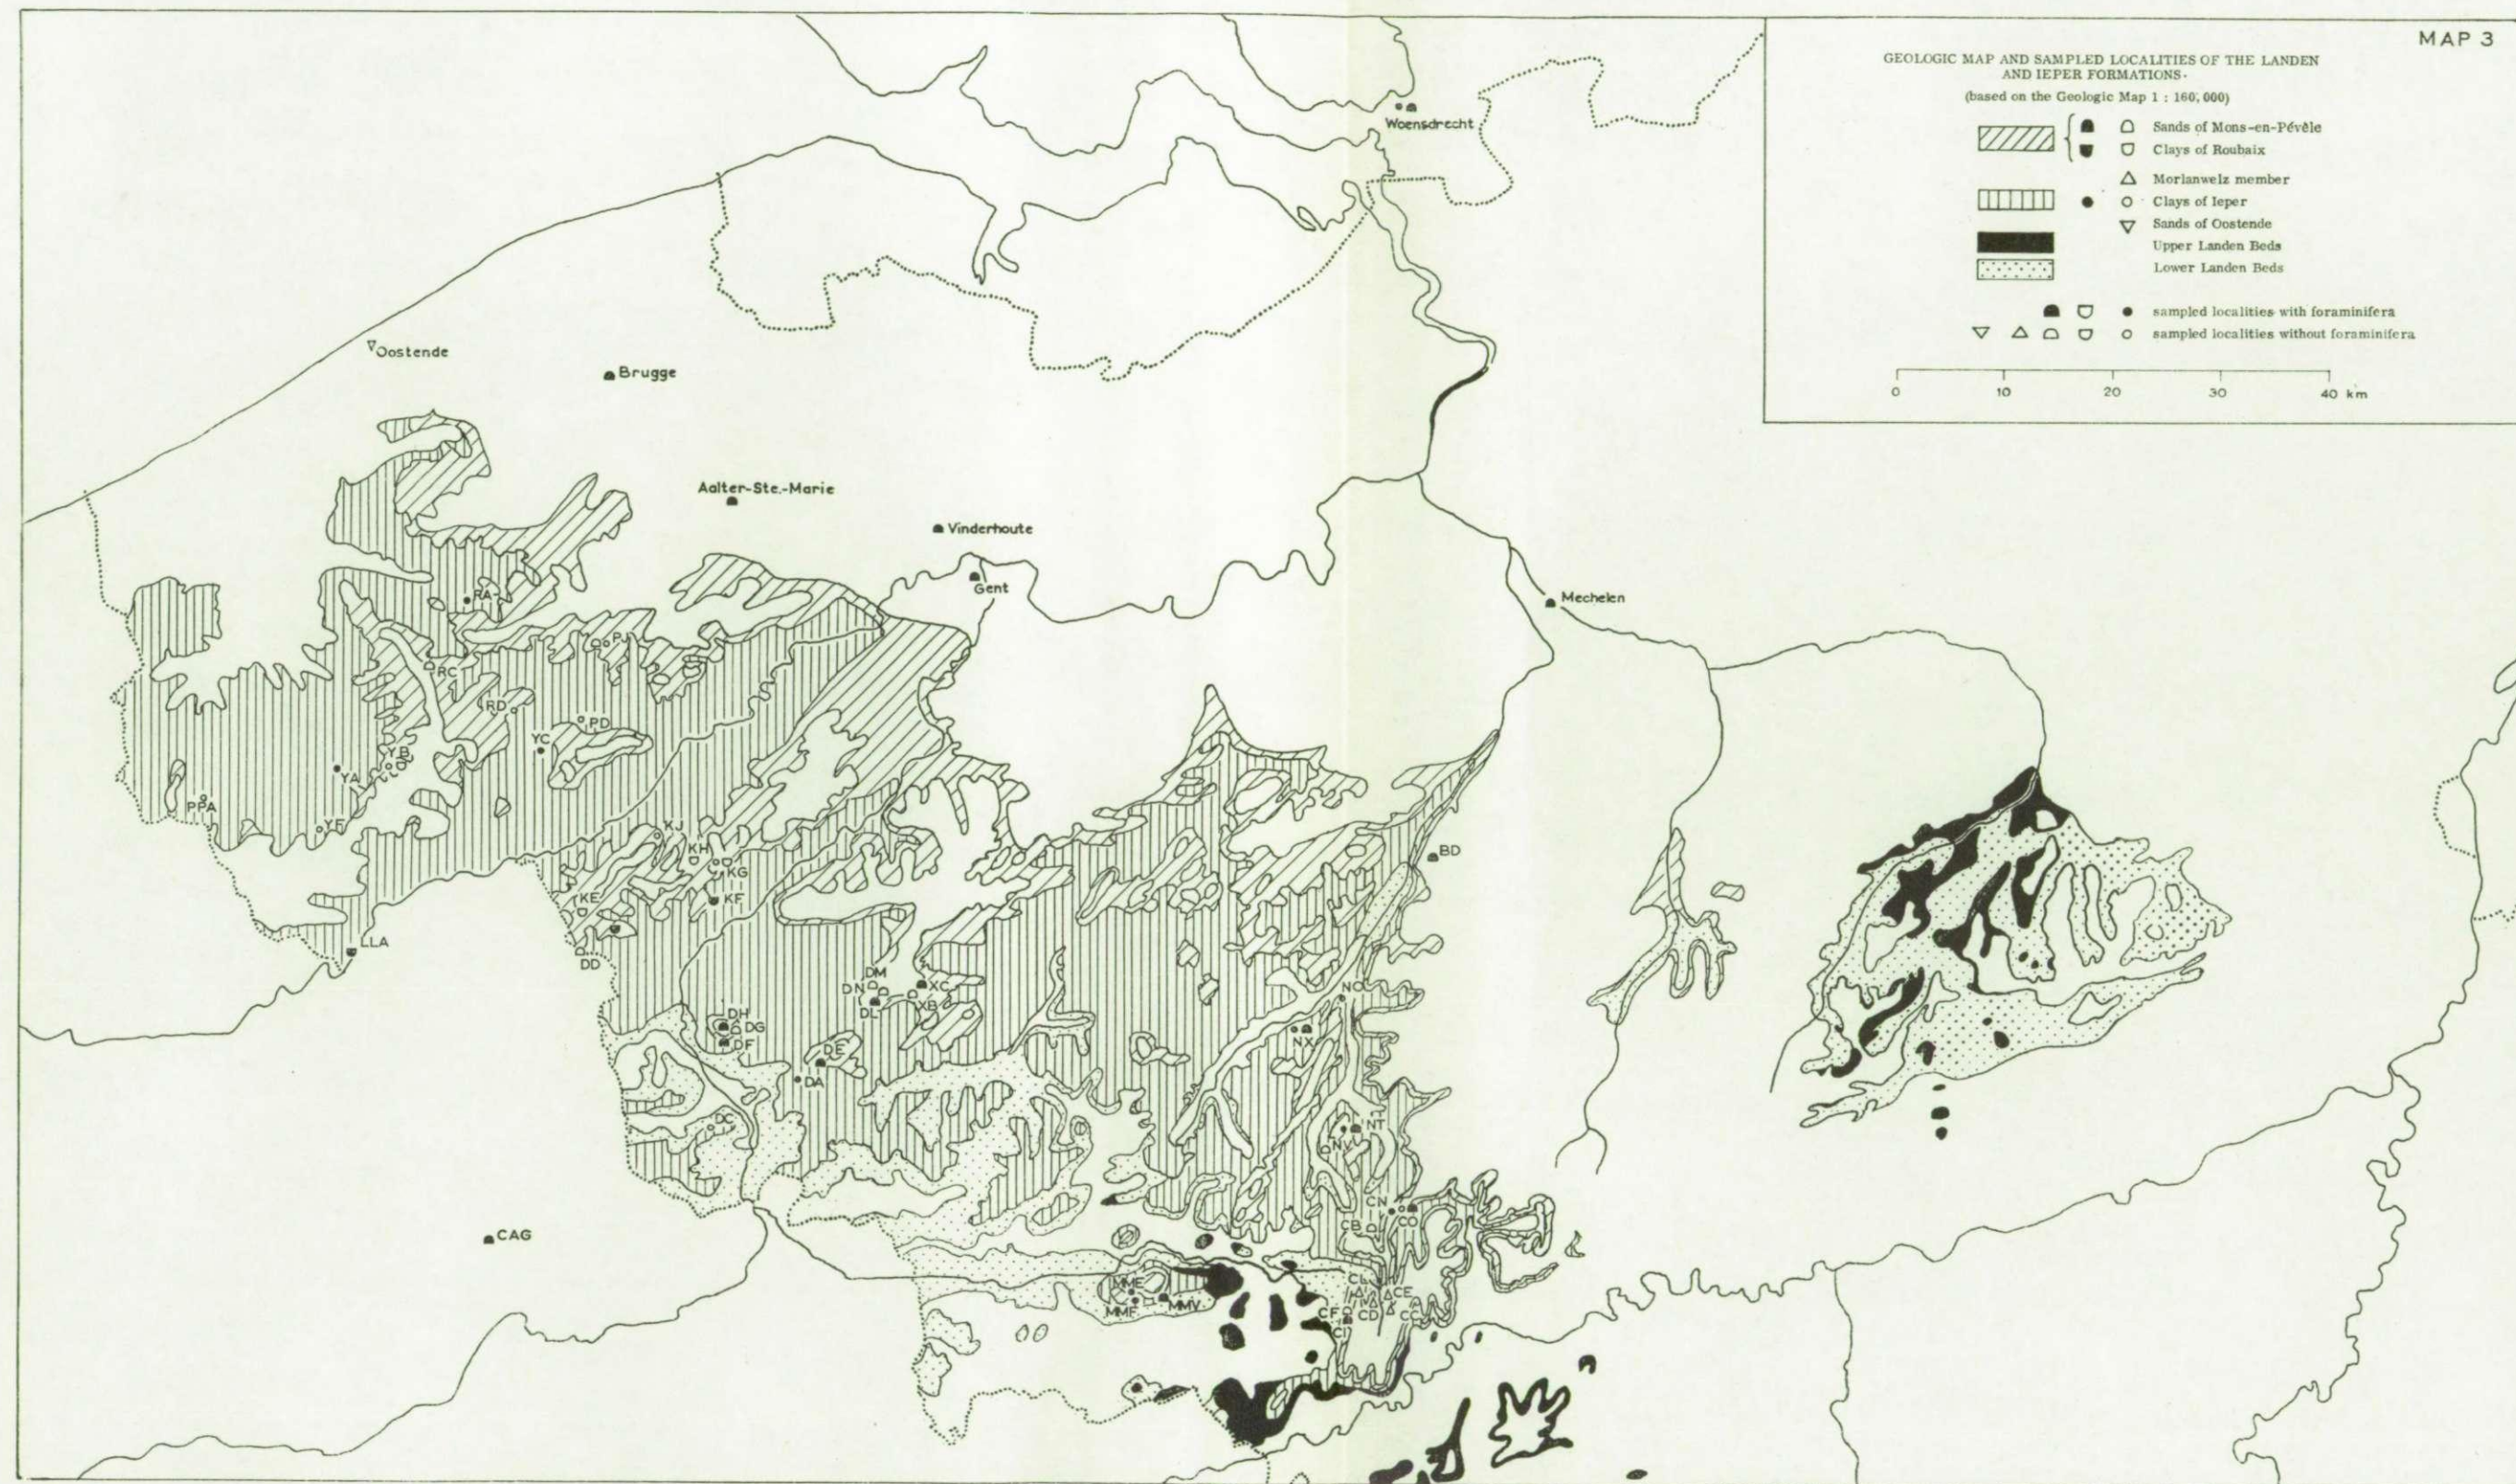 MAP 3
GEOLOGIC MAP AND SAMPLED LOCALITIES OF THE LANDEN
AND IEPER FORMATIONS.
(based on the Geologic Map 1 : 160,000)
Sands of Mons-en-Pévèle
Clays of Roubaix
Morlanwelz member
Clays of Ieper
Sands of Oostende
Upper Landen Beds
Lower Landen Beds
sampled localities with foraminifera
sampled localities without foraminifera
0 10 20 30 40 km
Woensdrecht
Oostende
Brugge
Aalter-Ste.-Marie
Vinderhoute
Gent
Mechelen
RA
PJ
RC
RD
PD
YC
YB
YA
PPA
YF
KJ
KH
KG
BD
KE
KF
LLA
DD
DM
DN
XC
NO
XB
DL
DH
DG
DF
NX
DE
DA
DC
NT
NV
CN
CO
CB
CAG
MME
CL
CE
MMF
MMV
CF
CD
CC
CI